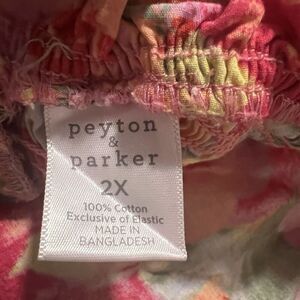 peyton
&
parker
2X
100% Cotton
Exclusive of Elastic
MADE IN
BANGLADESH